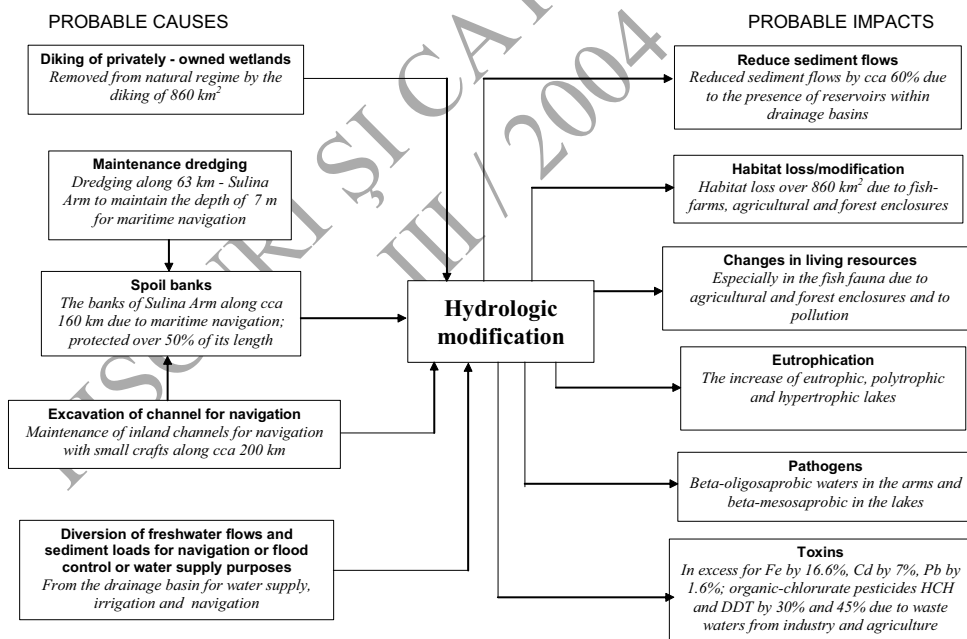 PROBABLE CAUSES
PROBABLE IMPACTS
Diking of privately - owned wetlands
Removed from natural regime by the
diking of 860 km²
Maintenance dredging
Dredging along 63 km - Sulina
Arm to maintain the depth of 7 m
for maritime navigation
Spoil banks
The banks of Sulina Arm along cca
160 km due to maritime navigation;
protected over 50% of its length
Excavation of channel for navigation
Maintenance of inland channels for navigation
with small crafts along cca 200 km
Diversion of freshwater flows and
sediment loads for navigation or flood
control or water supply purposes
From the drainage basin for water supply,
irrigation and navigation
Hydrologic
modification
Reduce sediment flows
Reduced sediment flows by cca 60% due
to the presence of reservoirs within
drainage basins
Habitat loss/modification
Habitat loss over 860 km² due to fish-
farms, agricultural and forest enclosures
Changes in living resources
Especially in the fish fauna due to
agricultural and forest enclosures and to
pollution
Eutrophication
The increase of eutrophic, polytrophic
and hypertrophic lakes
Pathogens
Beta-oligosaprobic waters in the arms and
beta-mesosaprobic in the lakes
Toxins
In excess for Fe by 16.6%, Cd by 7%, Pb by
1.6%; organic-chlorurate pesticides HCH
and DDT by 30% and 45% due to waste
waters from industry and agriculture
ŞI
III / 2004